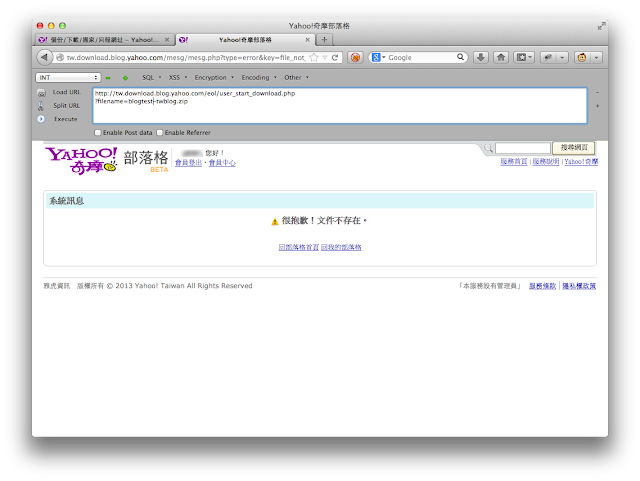 Yahoo!奇摩部落格
備份/下載/搬家/回報網址 - Yahoo!... × Yahoo!奇摩部落格 × +
tw.download.blog.yahoo.com/mesg/mesg.php?type=error&key=file_not_ Google
INT SQL XSS Encryption Encoding Other
Load URL http://tw.download.blog.yahoo.com/eol/user_start_download.php
Split URL ?filename=blogtest-twblog.zip
Execute
Enable Post data Enable Referrer
YAHOO! 奇摩 部落格 BETA
您好!
會員登出 - 會員中心
搜尋網頁
服務首頁 | 服務說明 | Yahoo!奇摩
系統訊息
很抱歉!文件不存在。
回部落格首頁 回我的部落格
雅虎資訊 版權所有 © 2013 Yahoo! Taiwan All Rights Reserved 「本服務設有管理員」 服務條款 | 隱私權政策